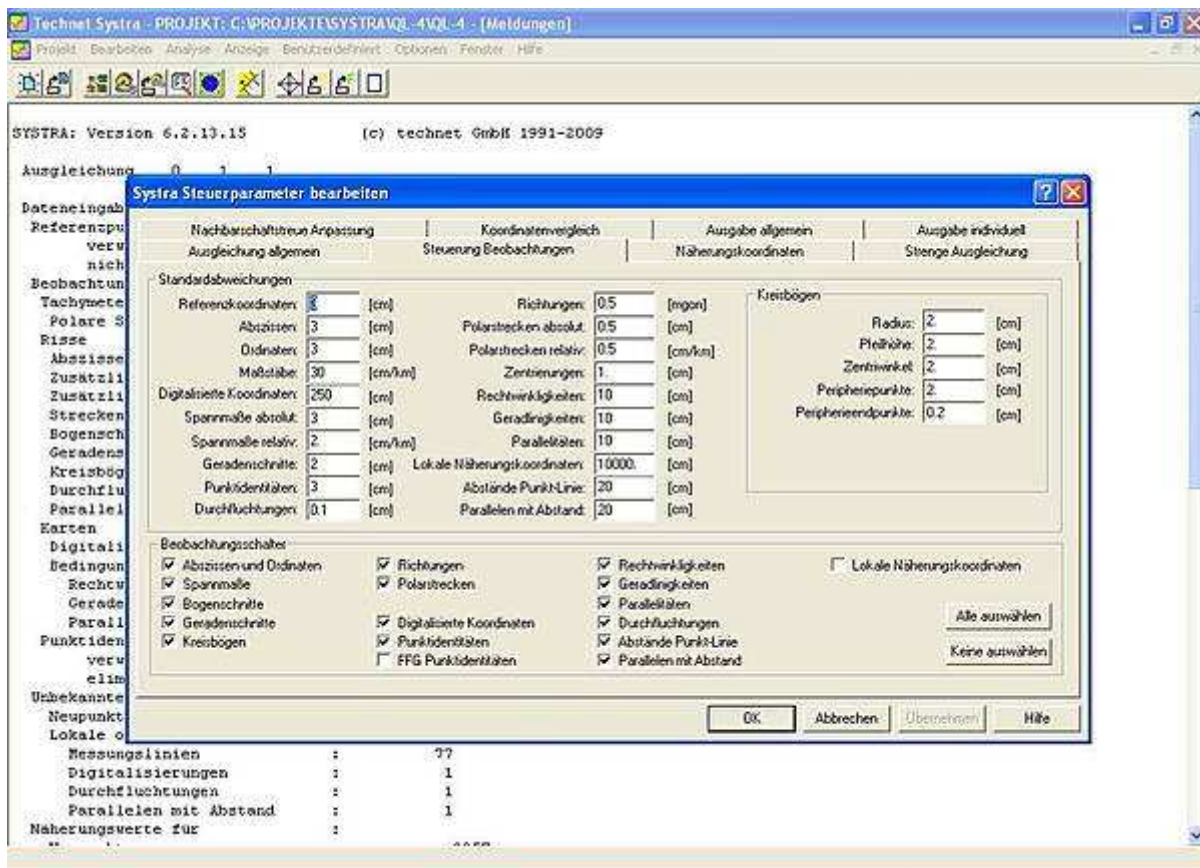 Technet Systra - PROJEKT: C:\PROJEKTE\SYSTRA\QL-4\QL-4 - [Meldungen]
Projekt Bearbeiten Analyse Anzeige Benutzerdefiniert Optionen Fenster Hilfe
SYSTRA: Version 6.2.13.15 (c) technet GmbH 1991-2009
Ausgleichung 0 1 1
Dateneingab
Referenzpu
verw
nich
Beobachtun
Tachymete
Polare S
Risse
Abszisse
Zusätzli
Zusätzli
Strecken
Bogensch
Geradens
Kreisbög
Durchflu
Parallel
Karten
Digitali
Bedingun
Rechtw
Gerade
Parall
Punktiden
verw
elim
Unbekannte
Neupunkt
Lokale o
Messungslinien : 77
Digitalisierungen : 1
Durchfluchtungen : 1
Parallelen mit Abstand : 1
Näherungswerte für :
Systra Steuerparameter bearbeiten
Nachbarschaftstreue Anpassung Koordinatenvergleich Ausgabe allgemein Ausgabe individuell
Ausgleichung allgemein Steuerung Beobachtungen Näherungskoordinaten Strenge Ausgleichung
Standardabweichungen
Referenzkoordinaten: [cm]
Abszissen: 3 [cm]
Ordinaten: 3 [cm]
Maßstäbe: 30 [cm/km]
Digitalisierte Koordinaten: 250 [cm]
Spannmaße absolut: 3 [cm]
Spannmaße relativ: 2 [cm/km]
Geradenschnitte: 2 [cm]
Punktidentitäten: 3 [cm]
Durchfluchtungen: 0.1 [cm]
Richtungen: 0.5 [mgon]
Polarstrecken absolut: 0.5 [cm]
Polarstrecken relativ: 0.5 [cm/km]
Zentrierungen: 1. [cm]
Rechtwinkligkeiten: 10 [cm]
Geradlinigkeiten: 10 [cm]
Parallelitäten: 10 [cm]
Lokale Näherungskoordinaten: 10000. [cm]
Abstände Punkt-Linie: 20 [cm]
Parallelen mit Abstand: 20 [cm]
Kreisbögen
Radius: 2. [cm]
Pfeilhöhe: 2. [cm]
Zentriwinkel: 2. [cm]
Peripheriepunkte: 2. [cm]
Peripherieendpunkte: 0.2 [cm]
Beobachtungsschalter
Abszissen und Ordinaten
Spannmaße
Bogenschnitte
Geradenschnitte
Kreisbögen
Richtungen
Polarstrecken
Digitalisierte Koordinaten
Punktidentitäten
FFG Punktidentitäten
Rechtwinkligkeiten
Geradlinigkeiten
Parallelitäten
Durchfluchtungen
Abstände Punkt-Linie
Parallelen mit Abstand
Lokale Näherungskoordinaten
Alle auswählen
Keine auswählen
OK Abbrechen Übernehmen Hilfe